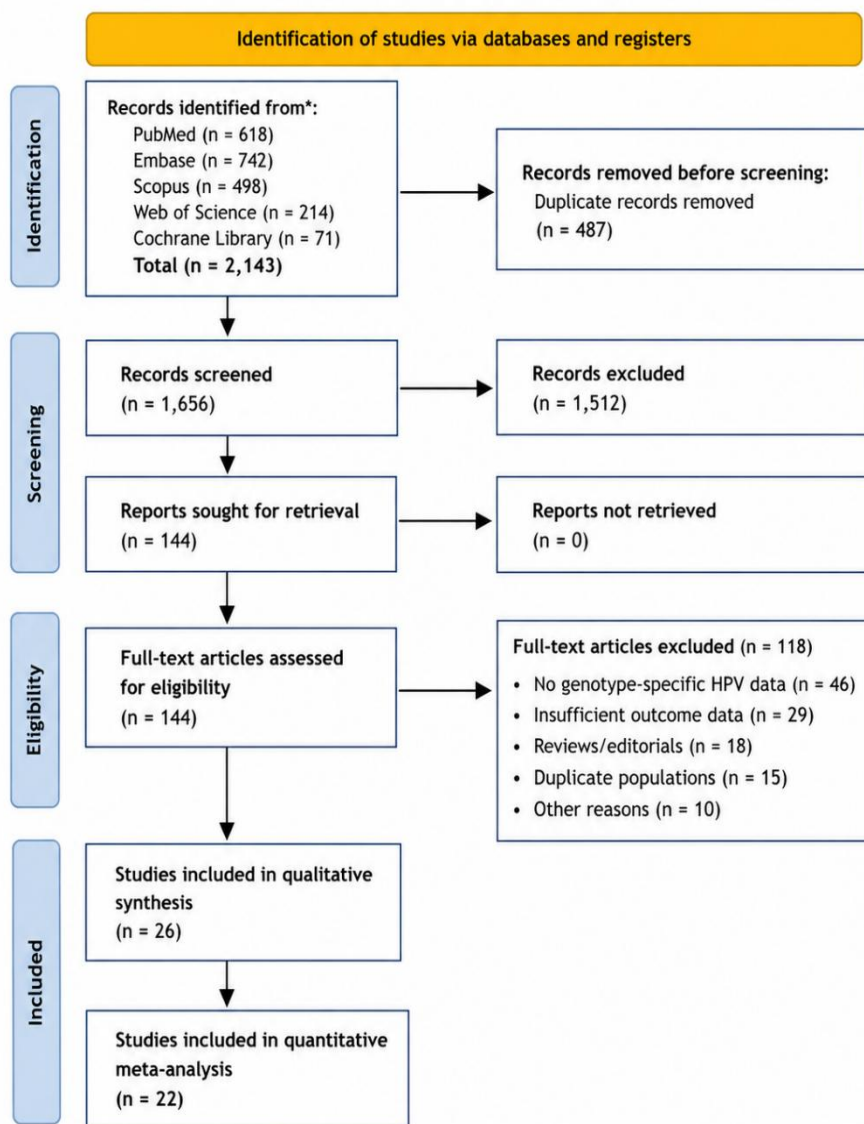 Identification of studies via databases and registers
Identification
Records identified from*:
PubMed (n = 618)
Embase (n = 742)
Scopus (n = 498)
Web of Science (n = 214)
Cochrane Library (n = 71)
Total (n = 2,143)
Records removed before screening:
Duplicate records removed
(n = 487)
Screening
Records screened
(n = 1,656)
Records excluded
(n = 1,512)
Reports sought for retrieval
(n = 144)
Reports not retrieved
(n = 0)
Eligibility
Full-text articles assessed
for eligibility
(n = 144)
Full-text articles excluded (n = 118)
• No genotype-specific HPV data (n = 46)
• Insufficient outcome data (n = 29)
• Reviews/editorials (n = 18)
• Duplicate populations (n = 15)
• Other reasons (n = 10)
Included
Studies included in qualitative
synthesis
(n = 26)
Studies included in quantitative
meta-analysis
(n = 22)